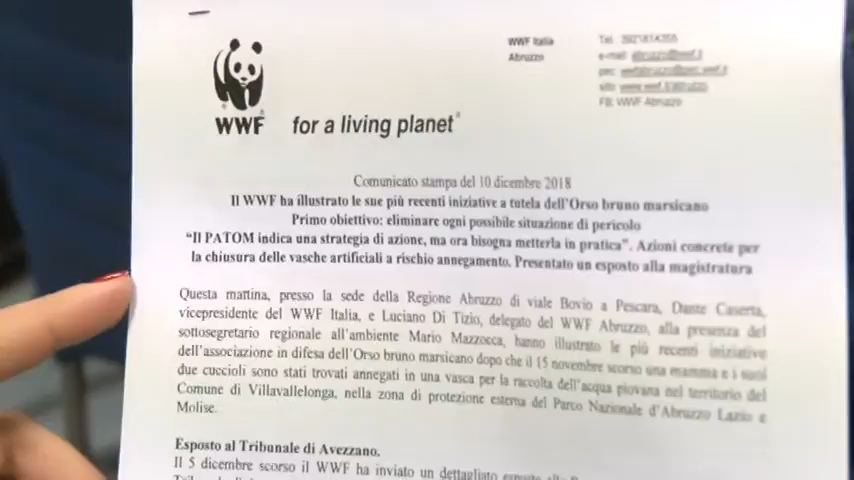 WWF
for a living planet®
WWF Italia
Abruzzo
Tel.
e-mail:
pec:
sito:
FB: WWF Abruzzo
Comunicato stampa del 10 dicembre 2018
Il WWF ha illustrato le sue più recenti iniziative a tutela dell'Orso bruno marsicano
Primo obiettivo: eliminare ogni possibile situazione di pericolo
"Il PATOM indica una strategia di azione, ma ora bisogna metterla in pratica". Azioni concrete per
la chiusura delle vasche artificiali a rischio annegamento. Presentato un esposto alla magistratura
Questa mattina, presso la sede della Regione Abruzzo di viale Bovio a Pescara, Dante Caserta,
vicepresidente del WWF Italia, e Luciano Di Tizio, delegato del WWF Abruzzo, alla presenza del
sottosegretario regionale all'ambiente Mario Mazzocca, hanno illustrato le più recenti iniziative
dell'associazione in difesa dell'Orso bruno marsicano dopo che il 15 novembre scorso una mamma e i suoi
due cuccioli sono stati trovati annegati in una vasca per la raccolta dell'acqua piovana nel territorio del
Comune di Villavallelonga, nella zona di protezione esterna del Parco Nazionale d'Abruzzo Lazio e
Molise.
Esposto al Tribunale di Avezzano.
Il 5 dicembre scorso il WWF ha inviato un dettagliato esposto alla